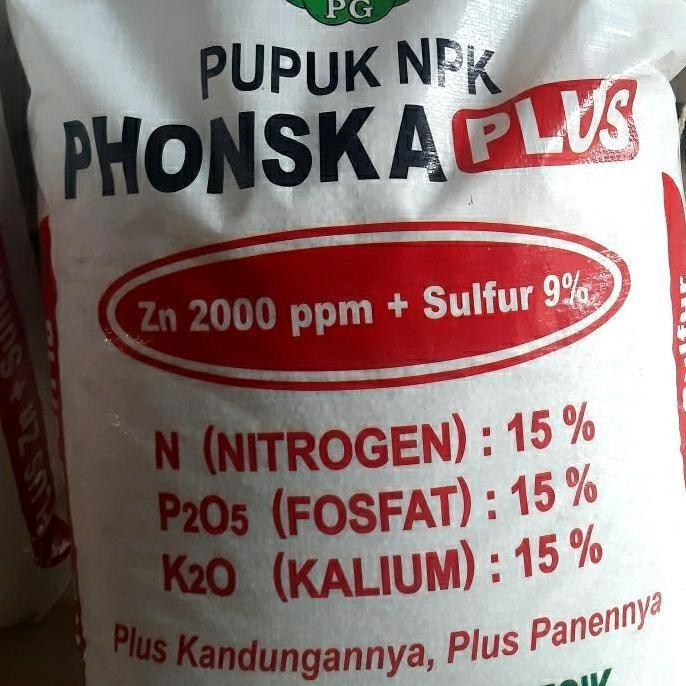 PG
PUPUK NPK
PHONSKA PLUS
Zn 2000 ppm + Sulfur 9%
N (NITROGEN) : 15 %
P2O5 (FOSFAT) : 15 %
K2O (KALIUM) : 15 %
Plus Kandungannya, Plus Panennya